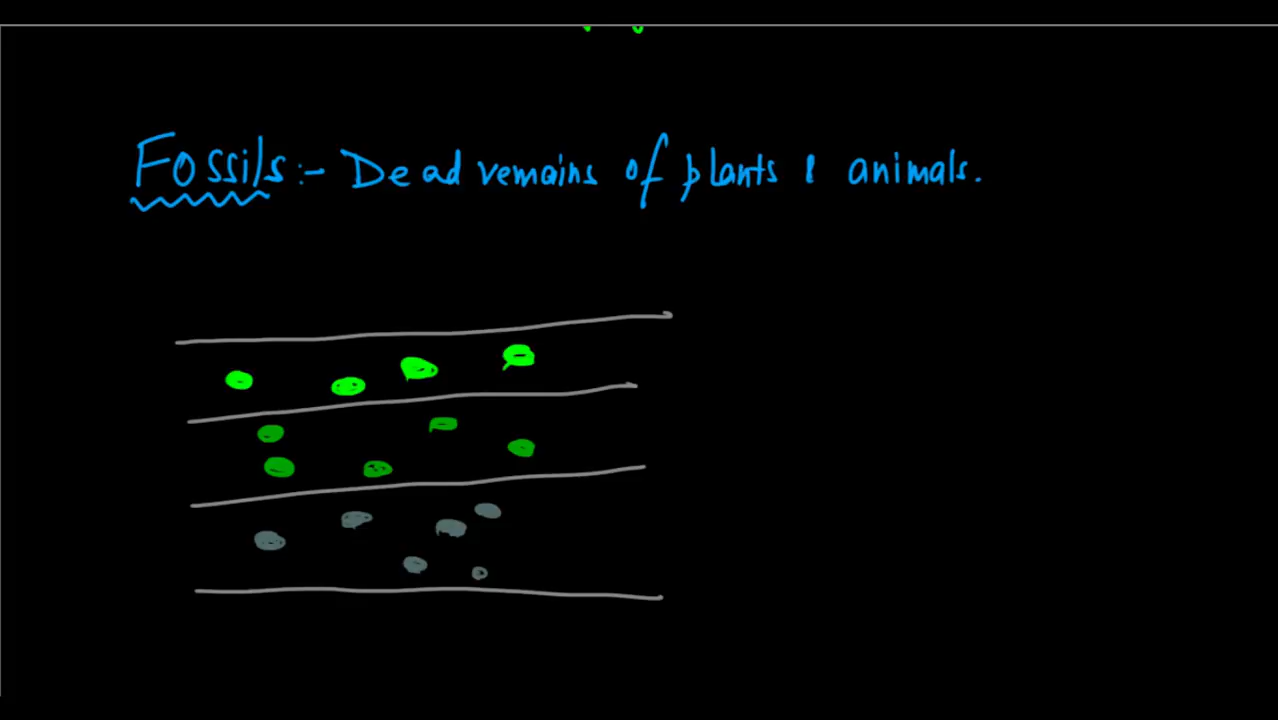 Fossils :- Dead remains of plants & animals.